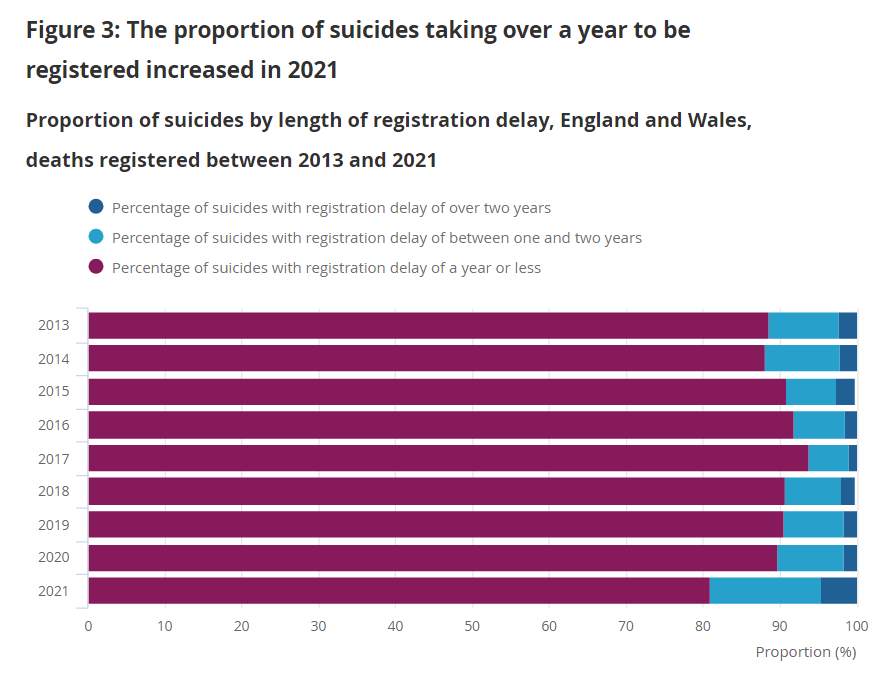 Figure 3: The proportion of suicides taking over a year to be
registered increased in 2021
Proportion of suicides by length of registration delay, England and Wales,
deaths registered between 2013 and 2021
Percentage of suicides with registration delay of over two years
Percentage of suicides with registration delay of between one and two years
Percentage of suicides with registration delay of a year or less
2013
2014
2015
2016
2017
2018
2019
2020
2021
0 10 20 30 40 50 60 70 80 90 100
Proportion (%)